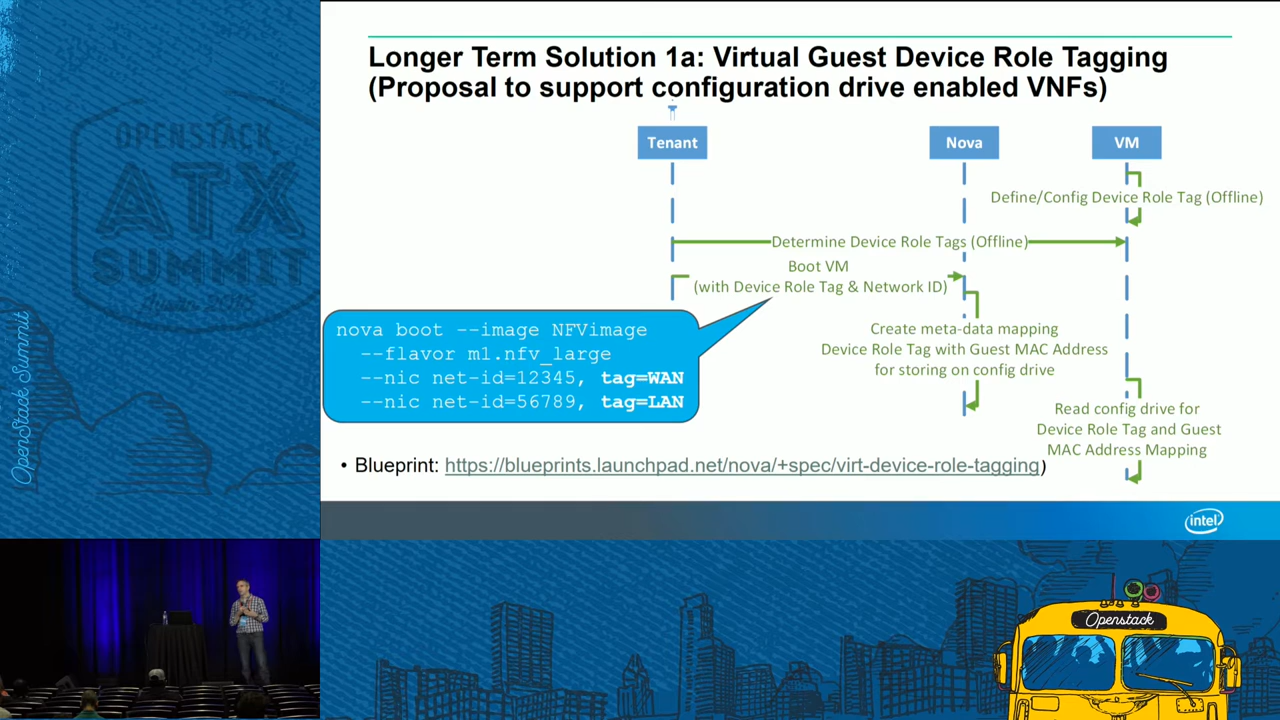 Longer Term Solution 1a: Virtual Guest Device Role Tagging
(Proposal to support configuration drive enabled VNFs)
Tenant
Nova
VM
Define/Config Device Role Tag (Offline)
Determine Device Role Tags (Offline)
Boot VM
(with Device Role Tag & Network ID)
nova boot --image NFVimage
--flavor m1.nfv_large
--nic net-id=12345, tag=WAN
--nic net-id=56789, tag=LAN
Create meta-data mapping
Device Role Tag with Guest MAC Address
for storing on config drive
Read config drive for
Device Role Tag and Guest
MAC Address Mapping
• Blueprint: https://blueprints.launchpad.net/nova/+spec/virt-device-role-tagging)
intel
OPENSTACK
ATX
SUMMIT
OpenStack Summit
Openstack